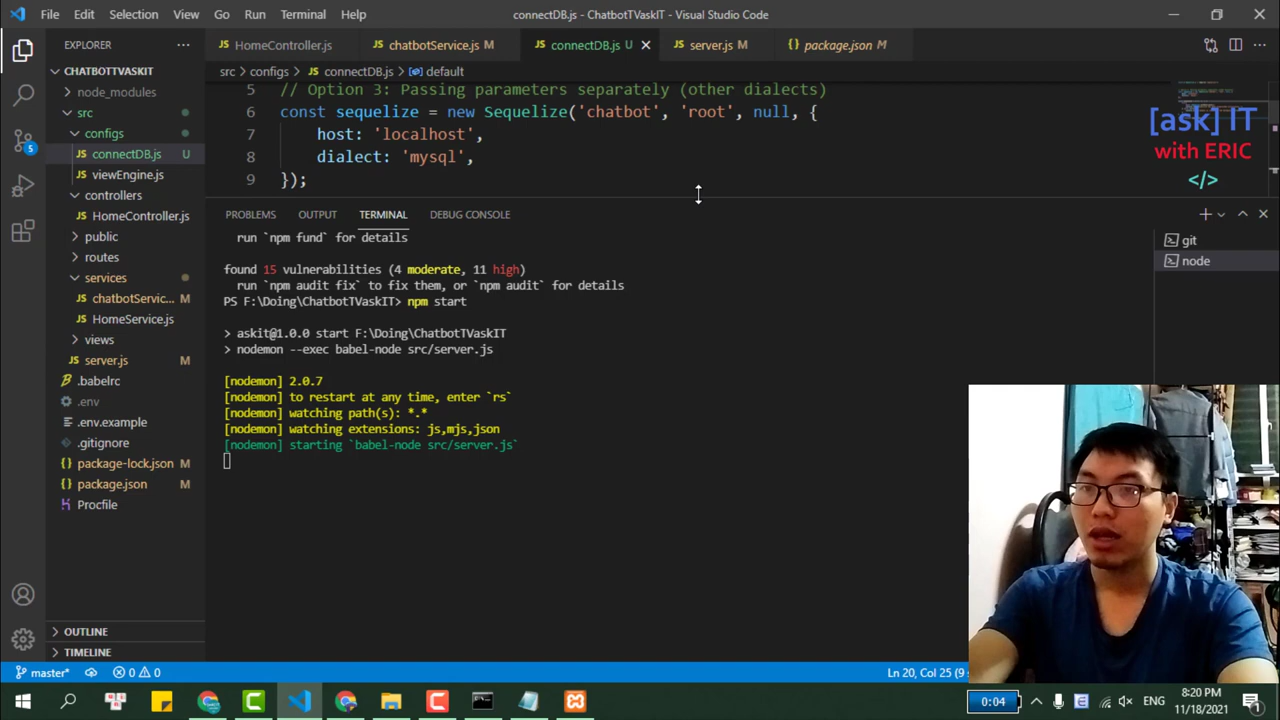 File Edit Selection View Go Run Terminal Help
connectDB.js - ChatbotTVaskIT - Visual Studio Code
EXPLORER
HomeController.js
chatbotService.js M
connectDB.js U
server.js M
package.json M
CHATBOTTVASKIT
src > configs > connectDB.js > default
node_modules
src
configs
connectDB.js U
viewEngine.js
controllers
HomeController.js
public
routes
services
chatbotServic... M
HomeService.js
views
server.js M
.babelrc
.env
.env.example
.gitignore
package-lock.json M
package.json M
Procfile
OUTLINE
TIMELINE
5 // Option 3: Passing parameters separately (other dialects)
6 const sequelize = new Sequelize('chatbot', 'root', null, {
7 host: 'localhost',
8 dialect: 'mysql',
9 });
[ask] IT
with ERIC
</>
5
PROBLEMS OUTPUT TERMINAL DEBUG CONSOLE
git
node
run `npm fund` for details
found 15 vulnerabilities (4 moderate, 11 high)
run `npm audit fix` to fix them, or `npm audit` for details
PS F:\Doing\ChatbotTVaskIT> npm start
> askit@1.0.0 start F:\Doing\ChatbotTVaskIT
> nodemon --exec babel-node src/server.js
[nodemon] 2.0.7
[nodemon] to restart at any time, enter `rs`
[nodemon] watching path(s): *.*
[nodemon] watching extensions: js,mjs,json
[nodemon] starting `babel-node src/server.js`
master* 0 0
Ln 20, Col 25 (9 s
0:04
ENG
8:20 PM
11/18/2021
1